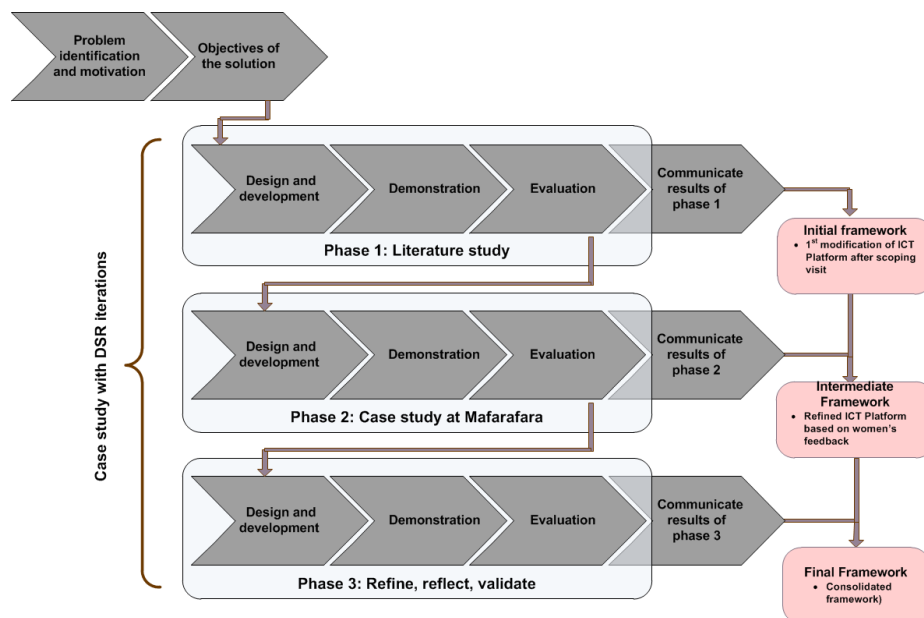 Problem
identification
and motivation
Objectives of
the solution
Case study with DSR iterations
Design and
development
Demonstration
Evaluation
Communicate
results of
phase 1
Phase 1: Literature study
Initial framework
• 1st modification of ICT
Platform after scoping
visit
Design and
development
Demonstration
Evaluation
Communicate
results of
phase 2
Phase 2: Case study at Mafarafara
Intermediate
Framework
• Refined ICT Platform
based on women's
feedback
Design and
development
Demonstration
Evaluation
Communicate
results of
phase 3
Phase 3: Refine, reflect, validate
Final Framework
• Consolidated
framework)